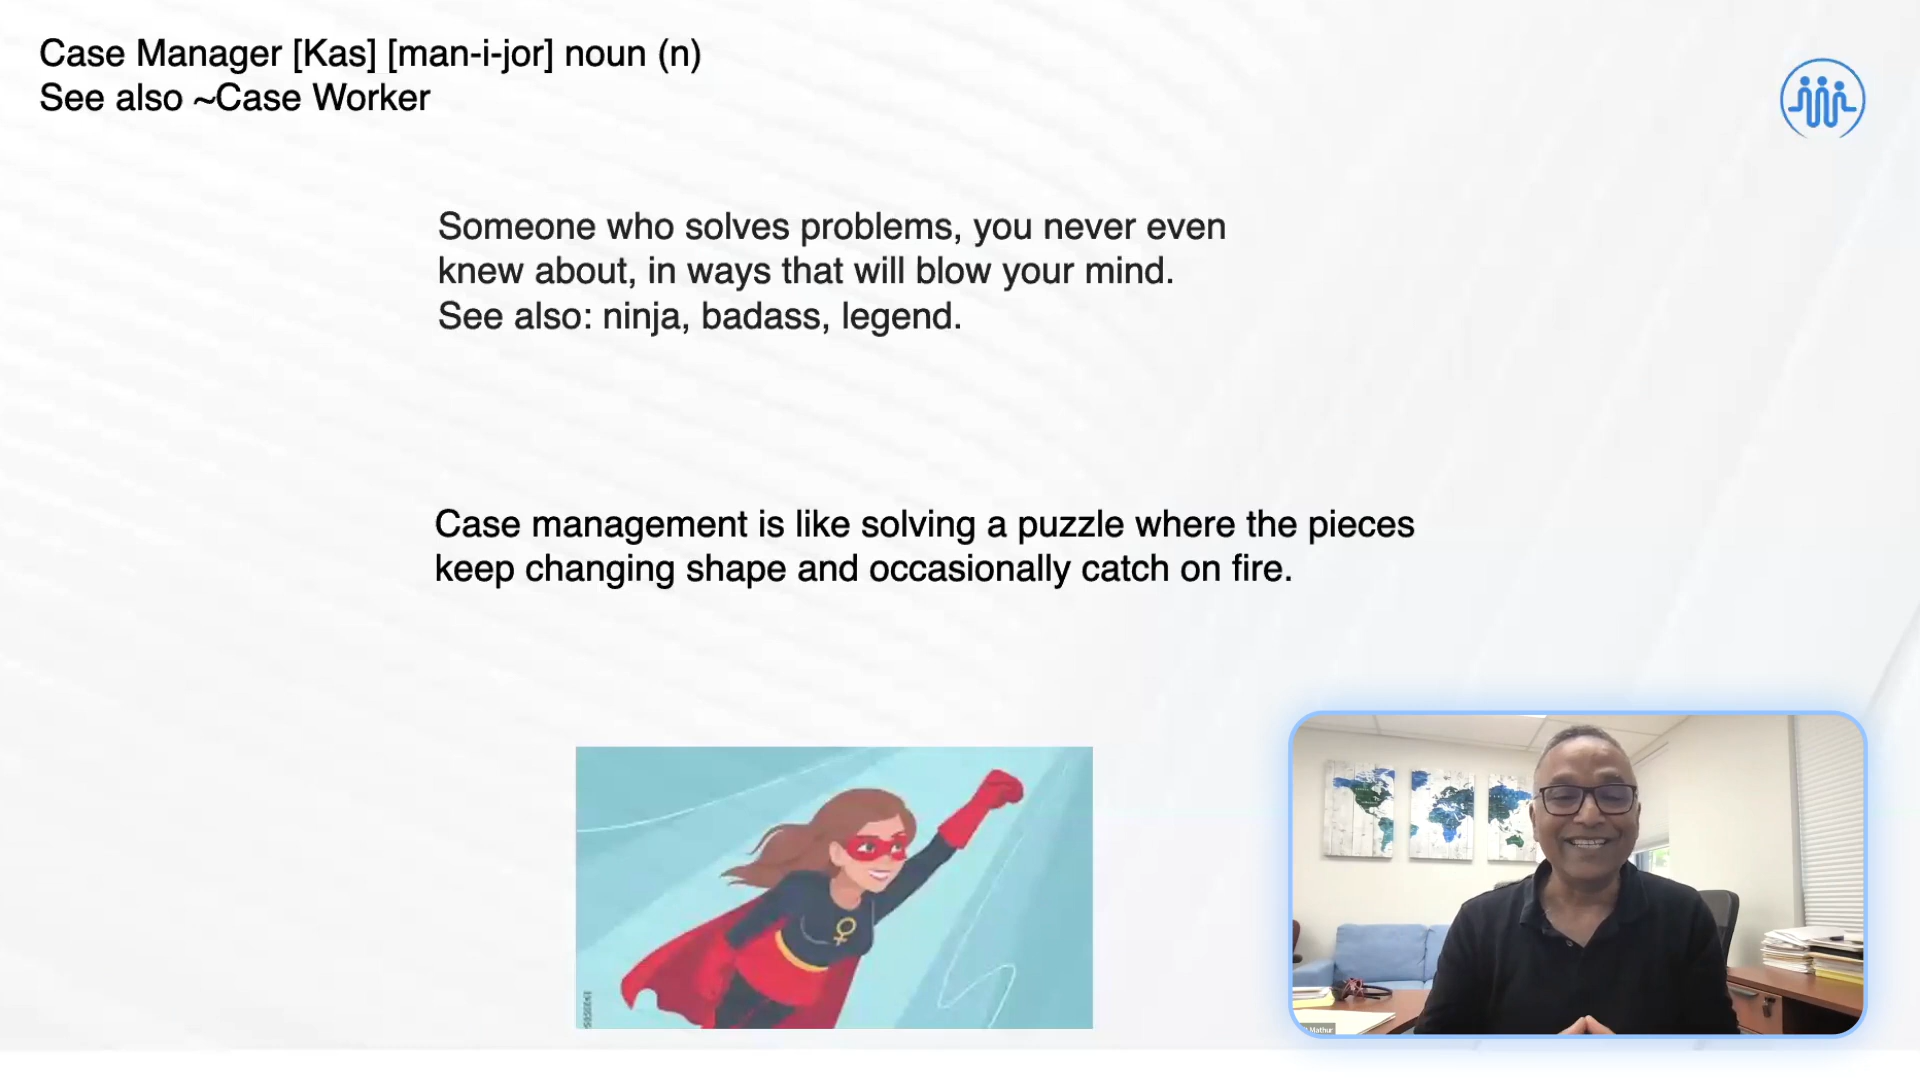 Case Manager [Kas] [man-i-jor] noun (n)
See also ~Case Worker
Someone who solves problems, you never even
knew about, in ways that will blow your mind.
See also: ninja, badass, legend.
Case management is like solving a puzzle where the pieces
keep changing shape and occasionally catch on fire.
Mathur